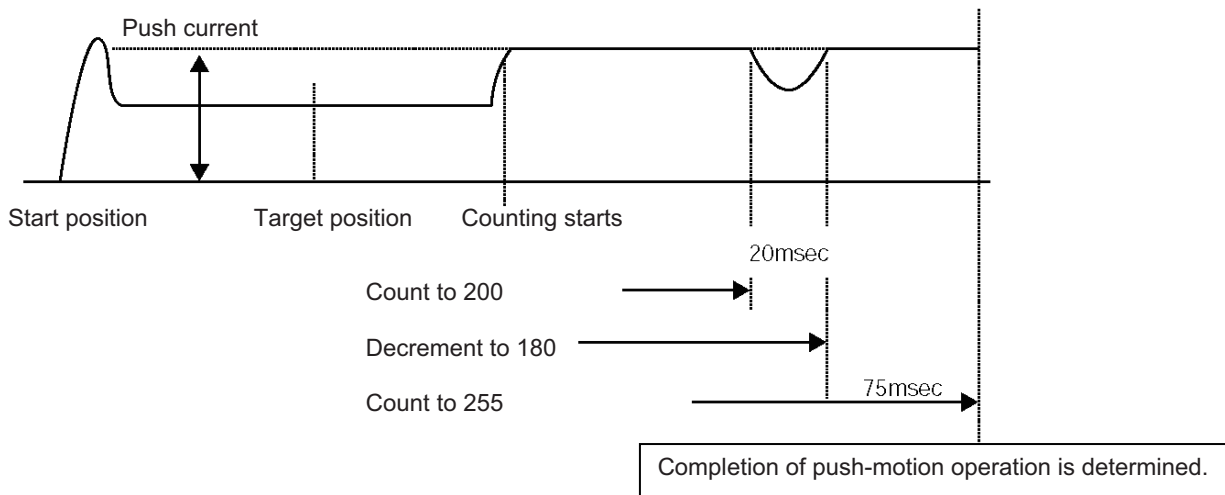 Push current
Start position
Target position
Counting starts
20msec
Count to 200
Decrement to 180
75msec
Count to 255
Completion of push-motion operation is determined.